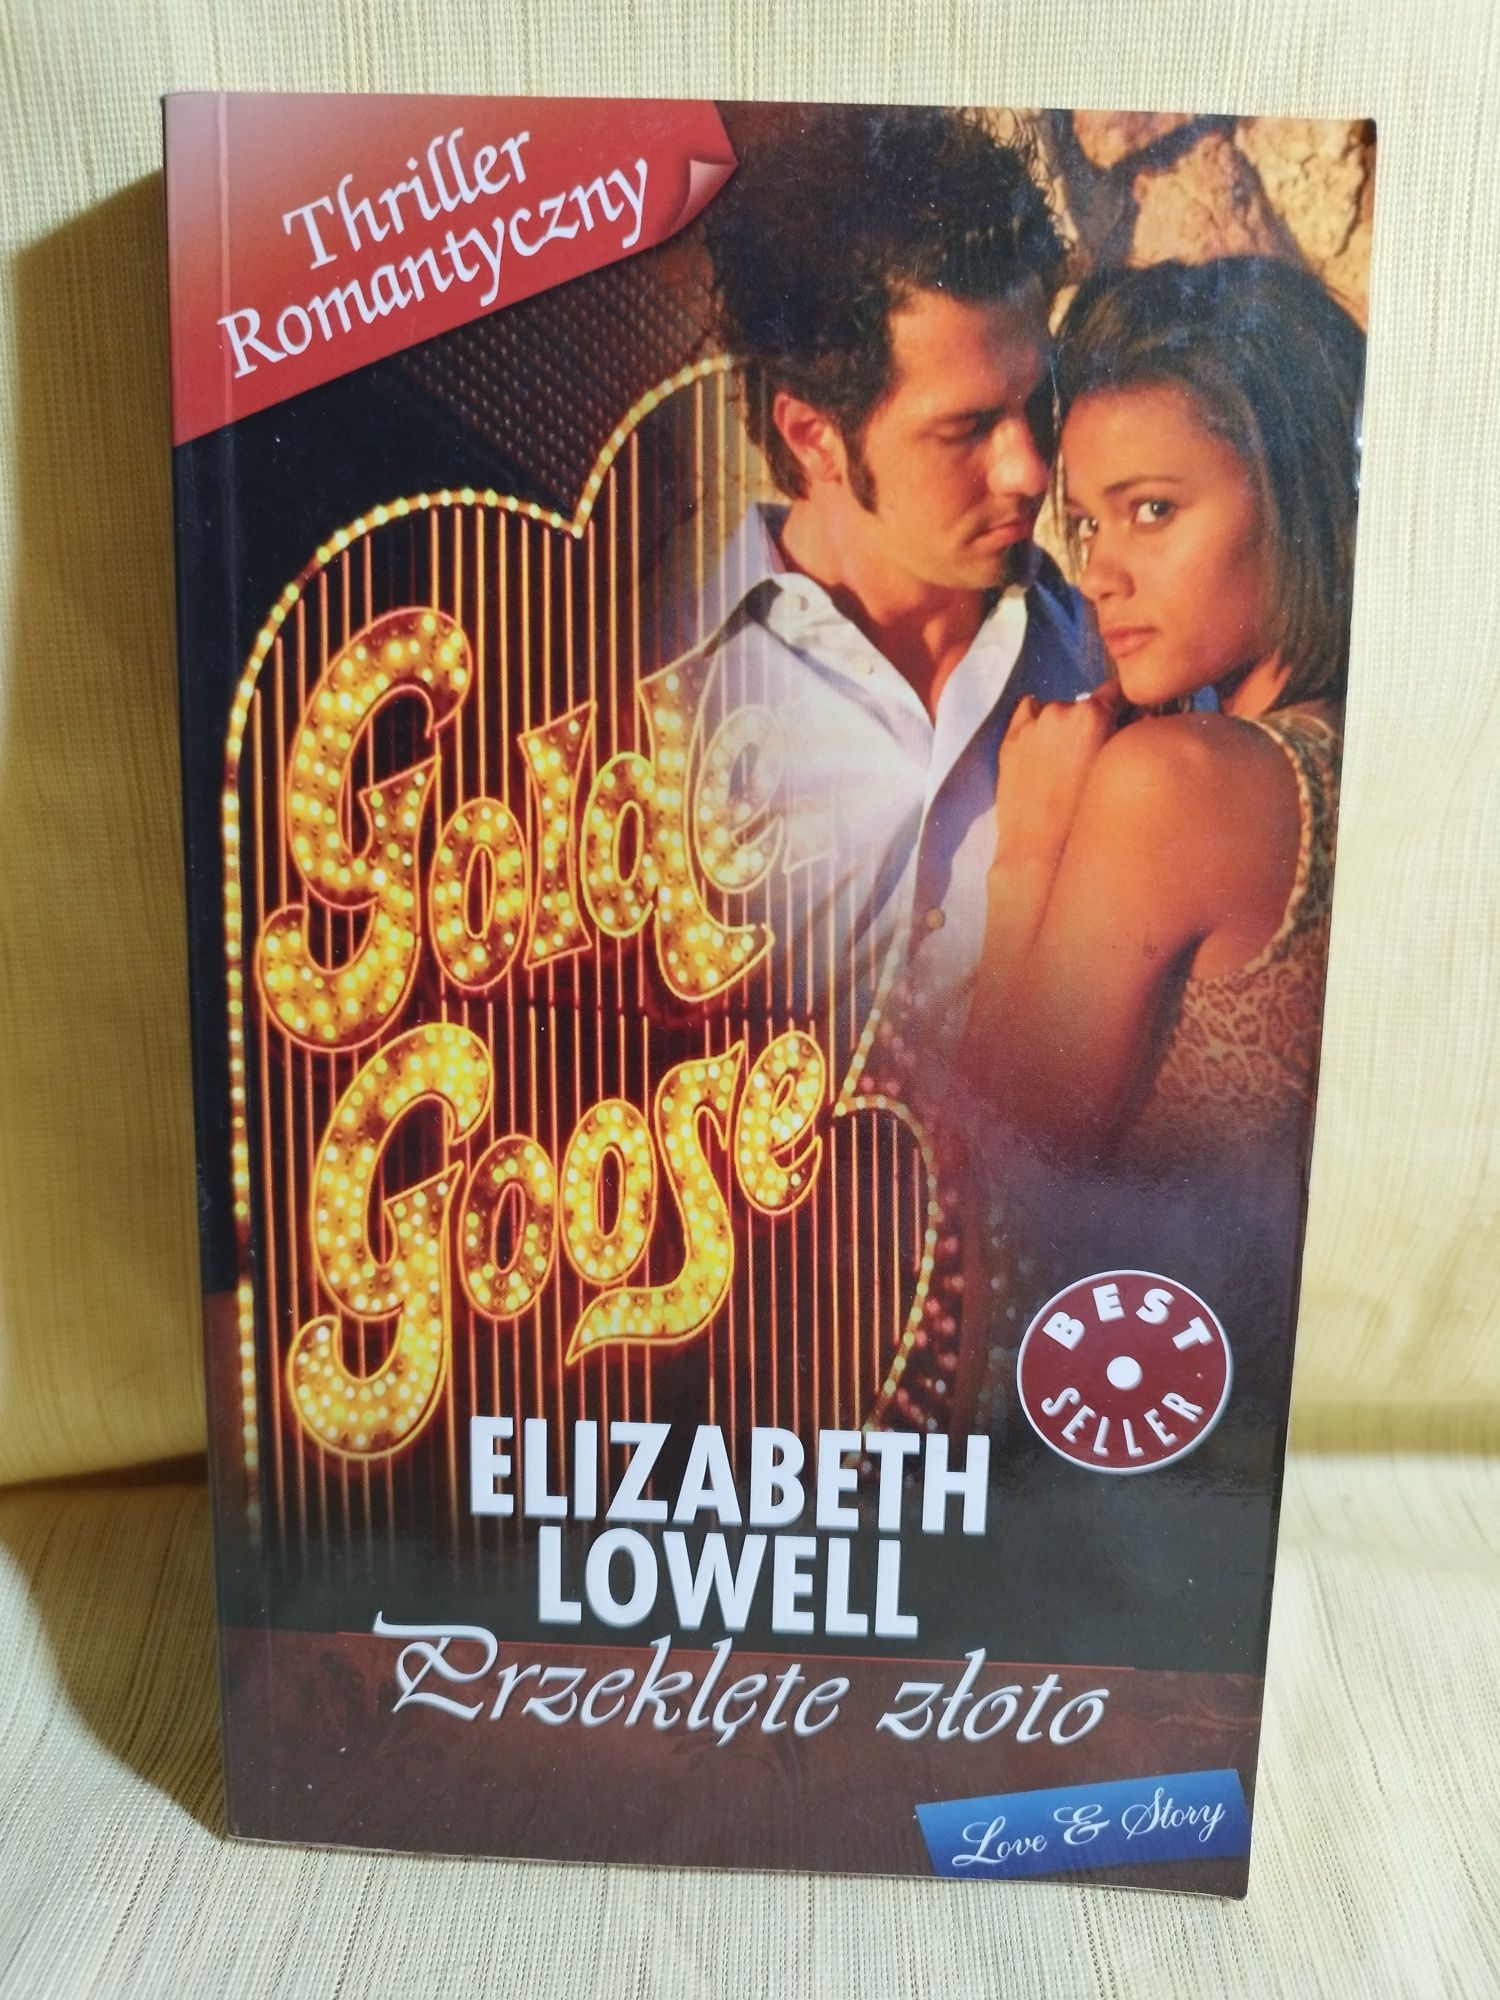 Thriller
Romantyczny
Golde
Goose
BEST
SELLER
ELIZABETH
LOWELL
Przeklęte złoto
Love & Story